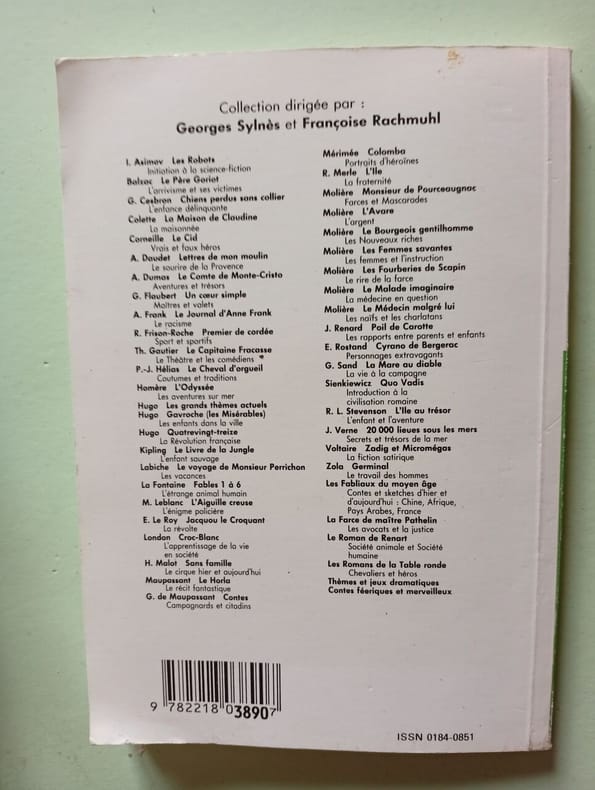 Collection dirigée par :
Georges Sylnès et Françoise Rachmuhl
I. Asimov Les Robots
Initiation à la science-fiction
Balzac Le Père Goriot
L'arrivisme et ses victimes
G. Cesbron Chiens perdus sans collier
L'enfance délinquante
Colette La Maison de Claudine
La maisonnée
Corneille Le Cid
Vrais et faux héros
A. Daudet Lettres de mon moulin
Le sourire de la Provence
A. Dumas Le Comte de Monte-Cristo
Aventures et trésors
G. Flaubert Un cœur simple
Maîtres et valets
A. Frank Le Journal d'Anne Frank
Le racisme
R. Frison-Roche Premier de cordée
Sport et sportifs
Th. Gautier Le Capitaine Fracasse
Le Théâtre et les comédiens
P.-J. Hélias Le Cheval d'orgueil
Coutumes et traditions
Homère L'Odyssée
Les aventures sur mer
Hugo Les grands thèmes actuels
Hugo Gavroche (les Misérables)
Les enfants dans la ville
Hugo Quatrevingt-treize
La Révolution française
Kipling Le Livre de la Jungle
L'enfant sauvage
Labiche Le voyage de Monsieur Perrichon
Les vacances
La Fontaine Fables 1 à 6
L'étrange animal humain
M. Leblanc L'Aiguille creuse
L'énigme policière
E. Le Roy Jacquou le Croquant
La révolte
London Croc-Blanc
L'apprentissage de la vie
en société
H. Malot Sans famille
Le cirque hier et aujourd'hui
Maupassant Le Horla
Le récit fantastique
G. de Maupassant Contes
Campagnards et citadins
Mérimée Colomba
Portraits d'héroïnes
R. Merle L'Ile
La fraternité
Molière Monsieur de Pourceaugnac
Farces et Mascarades
Molière L'Avare
L'argent
Molière Le Bourgeois gentilhomme
Les Nouveaux riches
Molière Les Femmes savantes
Les femmes et l'instruction
Molière Les Fourberies de Scapin
Le rire de la farce
Molière Le Malade imaginaire
La médecine en question
Molière Le Médecin malgré lui
Les naïfs et les charlatans
J. Renard Poil de Carotte
Les rapports entre parents et enfants
E. Rostand Cyrano de Bergerac
Personnages extravagants
G. Sand La Mare au diable
La vie à la campagne
Sienkiewicz Quo Vadis
Introduction à la
civilisation romaine
R. L. Stevenson L'Ile au trésor
L'enfant et l'aventure
J. Verne 20 000 lieues sous les mers
Secrets et trésors de la mer
Voltaire Zadig et Micromégas
La fiction satirique
Zola Germinal
Le travail des hommes
Les Fabliaux du moyen âge
Contes et sketches d'hier et
d'aujourd'hui : Chine, Afrique,
Pays Arabes, France
La Farce de maître Pathelin
Les avocats et la justice
Le Roman de Renart
Société animale et Société
humaine
Les Romans de la Table ronde
Chevaliers et héros
Thèmes et jeux dramatiques
Contes féeriques et merveilleux
9 782218 038907
ISSN 0184-0851